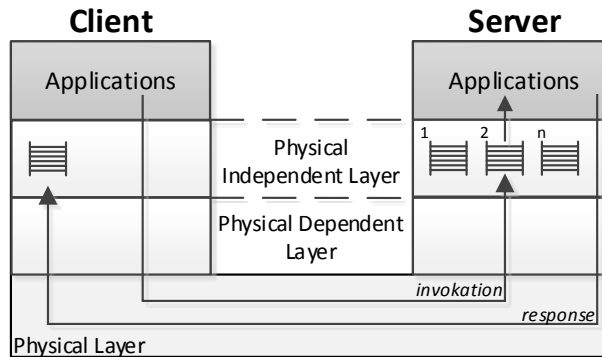 Client
Server
Applications
Applications
1
2
n
Physical
Independent Layer
Physical Dependent
Layer
invokation
response
Physical Layer